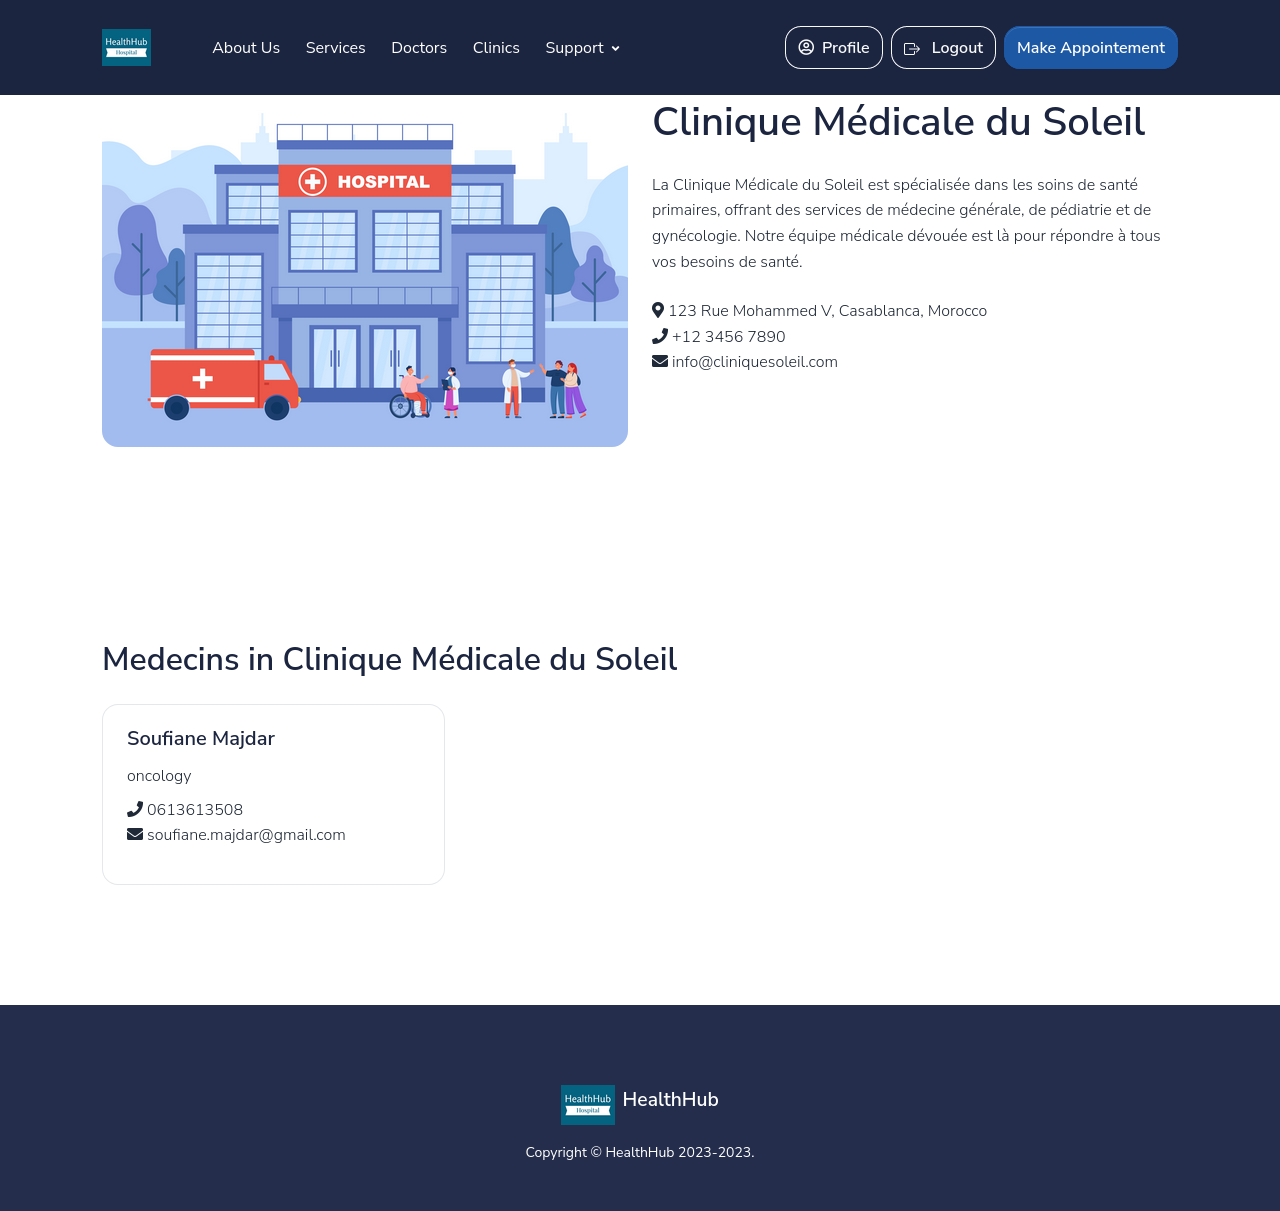 HealthHub
Hospital
About Us Services Doctors Clinics Support
Profile Logout Make Appointement
HOSPITAL
Clinique Médicale du Soleil
La Clinique Médicale du Soleil est spécialisée dans les soins de santé
primaires, offrant des services de médecine générale, de pédiatrie et de
gynécologie. Notre équipe médicale dévouée est là pour répondre à tous
vos besoins de santé.
123 Rue Mohammed V, Casablanca, Morocco
+12 3456 7890
info@cliniquesoleil.com
Medecins in Clinique Médicale du Soleil
Soufiane Majdar
oncology
0613613508
soufiane.majdar@gmail.com
HealthHub
Hospital
HealthHub
Copyright © HealthHub 2023-2023.